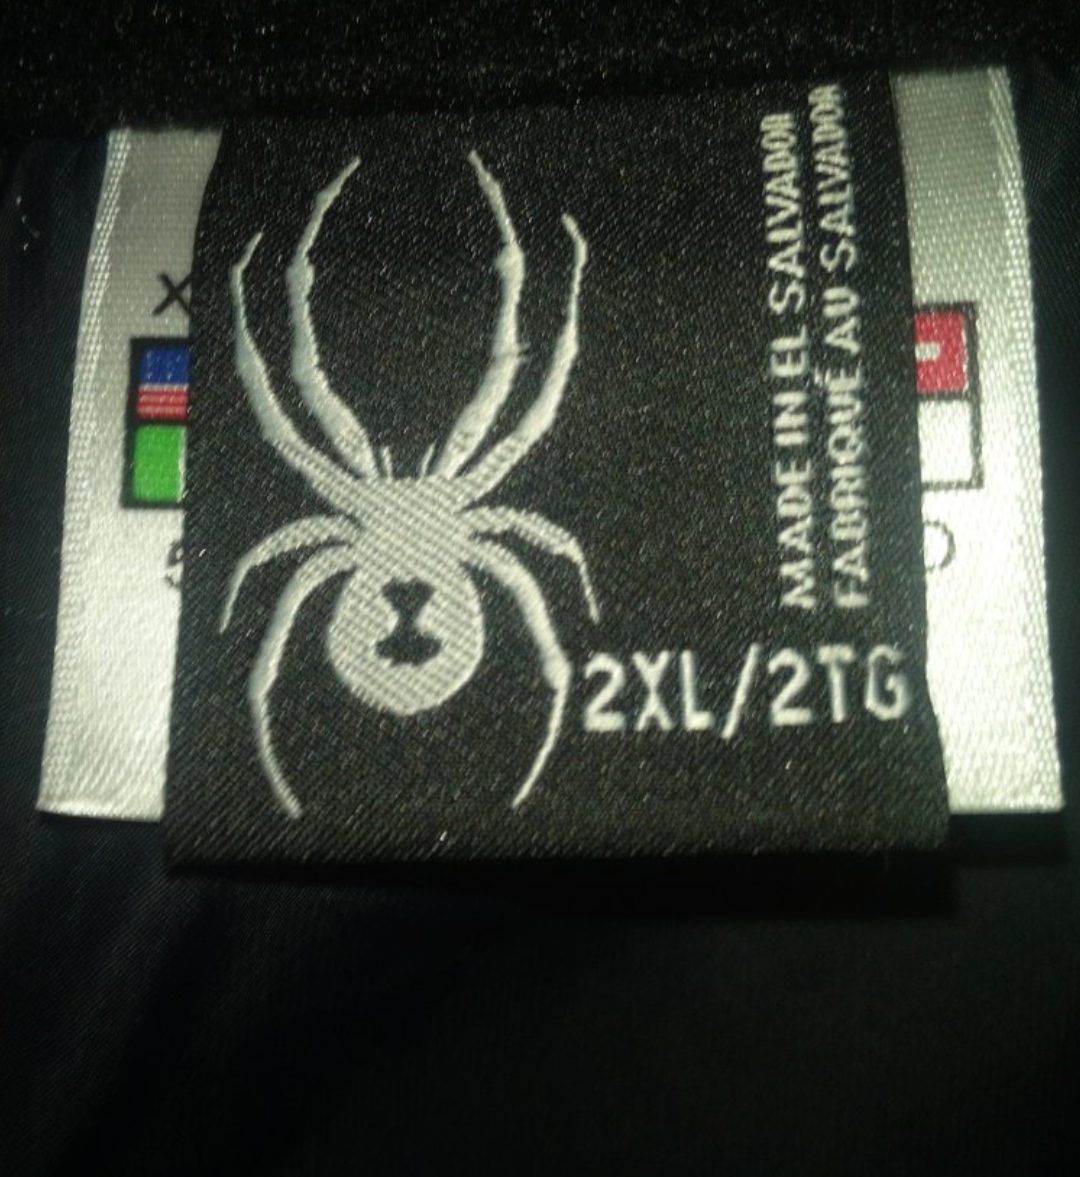 MADE IN EL SALVADOR
FABRIQUÉ AU SALVADOR
2XL/2TG
X